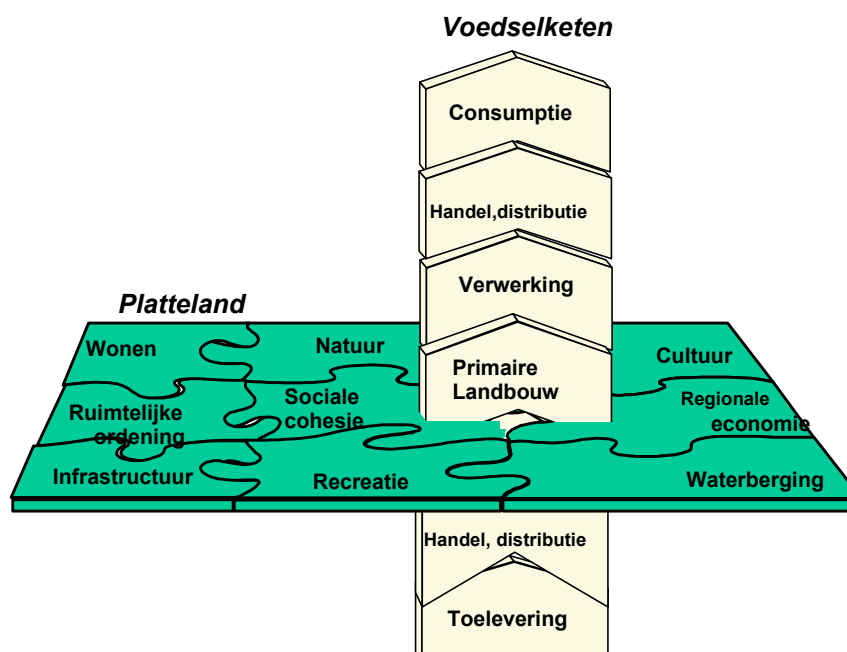 Voedselketen
Consumptie
Handel,distributie
Verwerking
Platteland
Wonen
Natuur
Primaire
Landbouw
Cultuur
Ruimtelijke
ordening
Sociale
cohesie
Regionale
economie
Infrastructuur
Recreatie
Waterberging
Handel, distributie
Toelevering